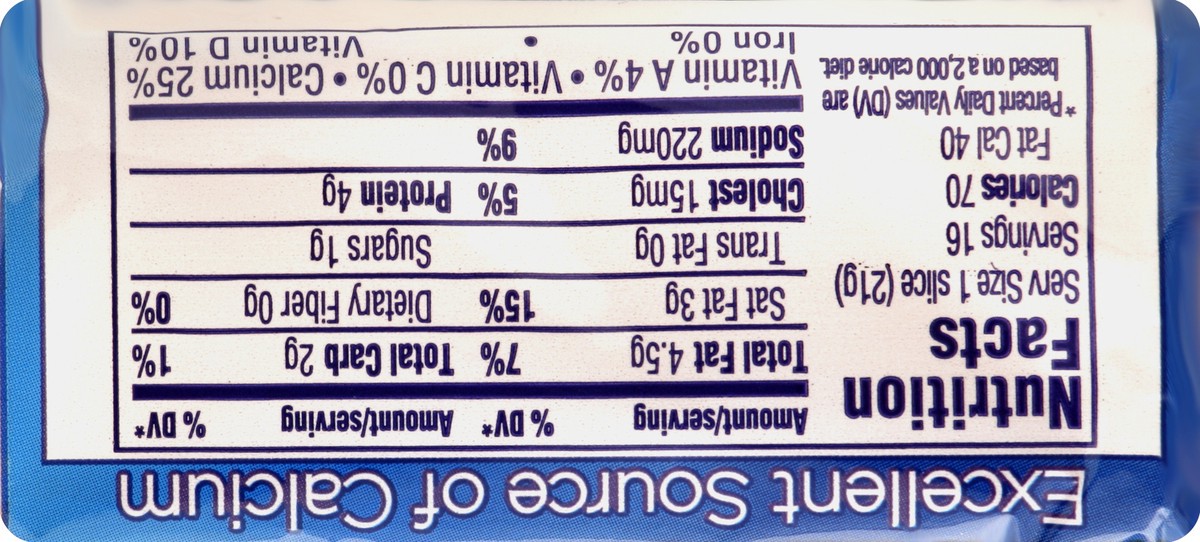 Excellent Source of Calcium
Nutrition
Facts
Serv Size 1 slice (21g)
Servings 16
Calories 70
Fat Cal 40
*Percent Daily Values (DV) are
based on a 2,000 calorie diet.
Amount/serving % DV* Amount/serving % DV*
Total Fat 4.5g 7% Total Carb 2g 1%
Sat Fat 3g 15% Dietary Fiber 0g 0%
Trans Fat 0g Sugars 1g
Cholest 15mg 5% Protein 4g
Sodium 220mg 9%
Vitamin A 4% • Vitamin C 0% • Calcium 25%
Iron 0% • Vitamin D 10%